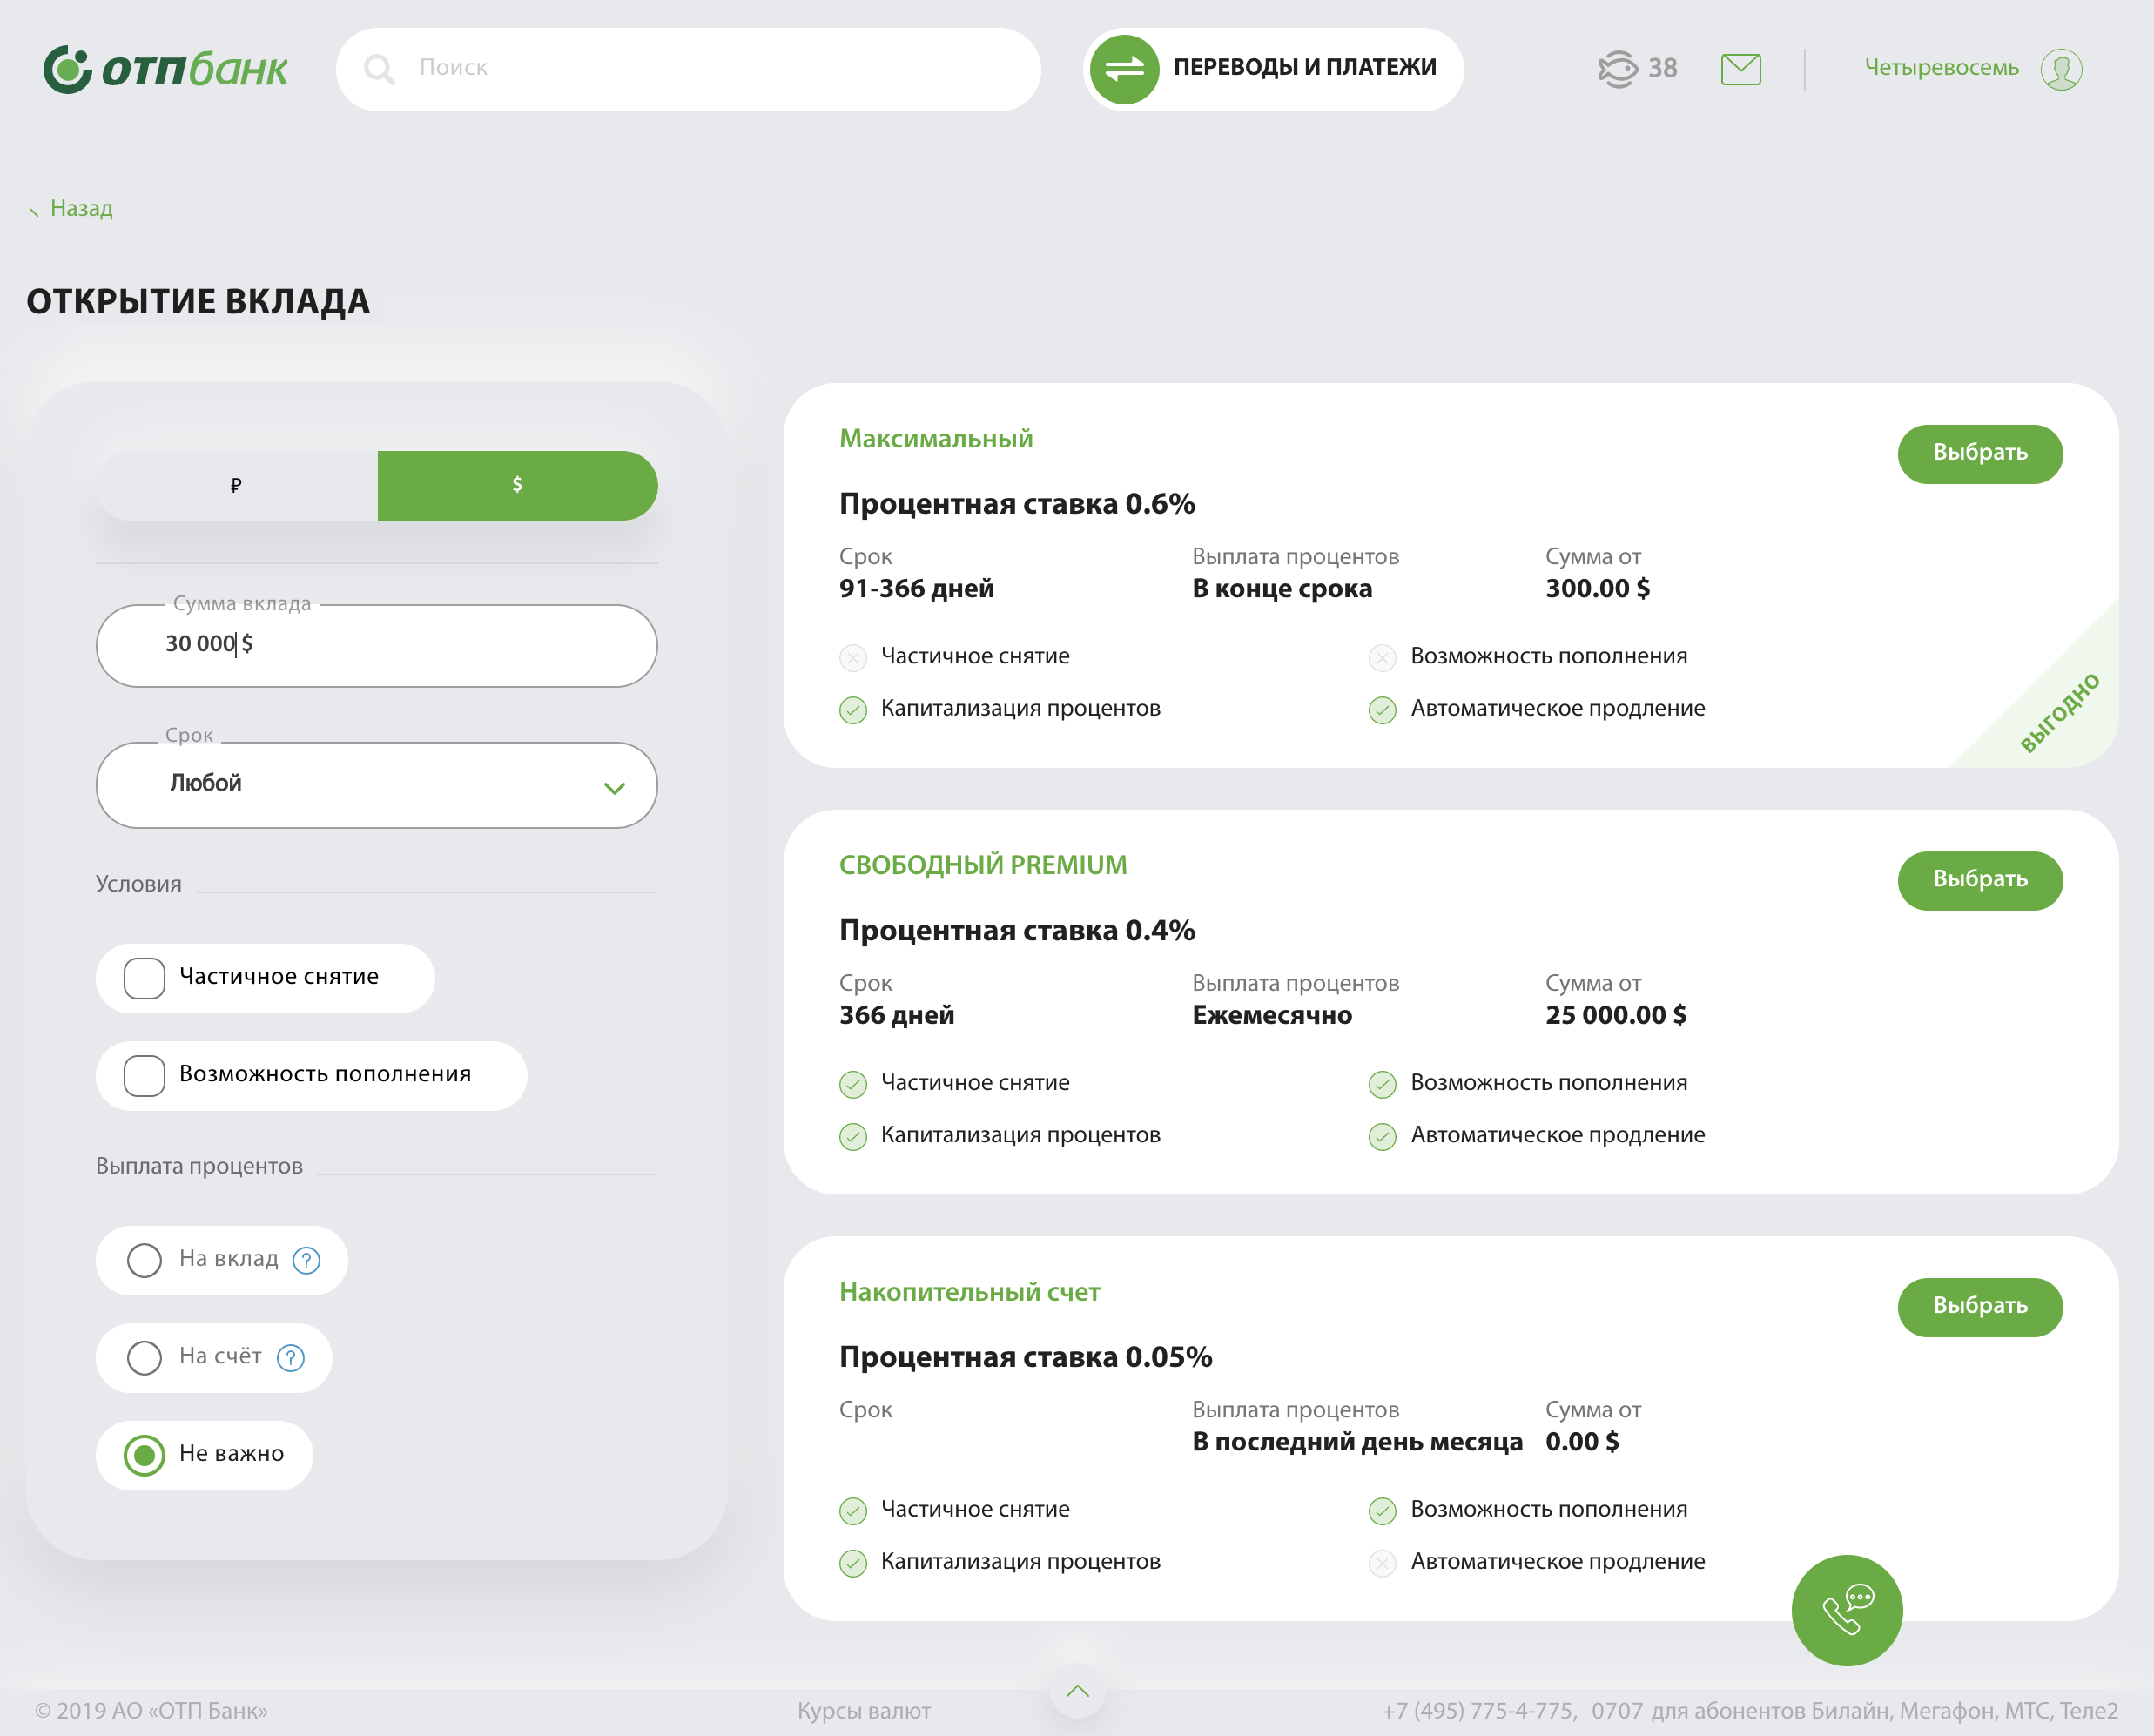 отпбанк
Поиск
ПЕРЕВОДЫ И ПЛАТЕЖИ
38
Четыревосемь
Назад
ОТКРЫТИЕ ВКЛАДА
₽
$
Сумма вклада
30 000 $
Срок
Любой
Условия
Частичное снятие
Возможность пополнения
Выплата процентов
На вклад ?
На счёт ?
Не важно
Максимальный
Выбрать
Процентная ставка 0.6%
Срок Выплата процентов Сумма от
91-366 дней В конце срока 300.00 $
Частичное снятие Возможность пополнения
Капитализация процентов Автоматическое продление
ВЫГОДНО
СВОБОДНЫЙ PREMIUM
Выбрать
Процентная ставка 0.4%
Срок Выплата процентов Сумма от
366 дней Ежемесячно 25 000.00 $
Частичное снятие Возможность пополнения
Капитализация процентов Автоматическое продление
Накопительный счет
Выбрать
Процентная ставка 0.05%
Срок Выплата процентов Сумма от
В последний день месяца 0.00 $
Частичное снятие Возможность пополнения
Капитализация процентов Автоматическое продление
© 2019 АО «ОТП Банк» Курсы валют +7 (495) 775-4-775, 0707 для абонентов Билайн, Мегафон, МТС, Теле2